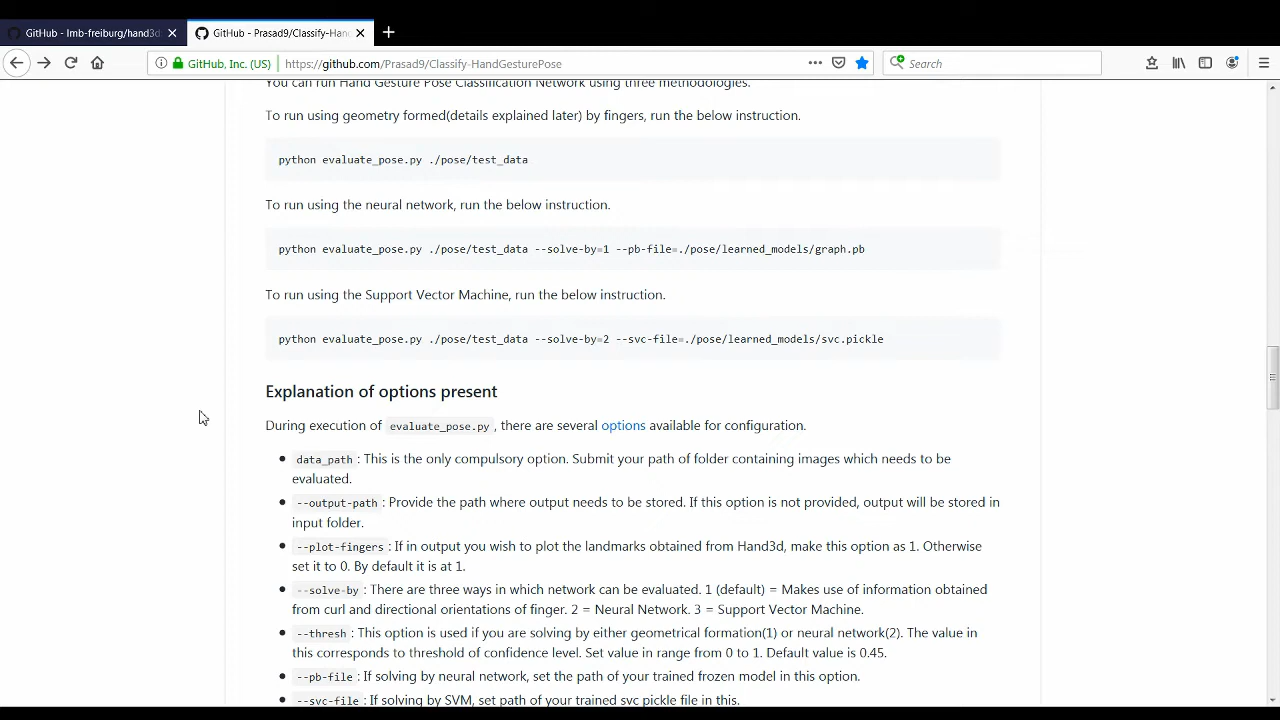 GitHub - lmb-freiburg/hand3d
GitHub - Prasad9/Classify-Hand
GitHub, Inc. (US)
https://github.com/Prasad9/Classify-HandGesturePose
Search
You can run Hand Gesture Pose Classification Network using three methodologies.
To run using geometry formed(details explained later) by fingers, run the below instruction.
python evaluate_pose.py ./pose/test_data
To run using the neural network, run the below instruction.
python evaluate_pose.py ./pose/test_data --solve-by=1 --pb-file=./pose/learned_models/graph.pb
To run using the Support Vector Machine, run the below instruction.
python evaluate_pose.py ./pose/test_data --solve-by=2 --svc-file=./pose/learned_models/svc.pickle
Explanation of options present
During execution of evaluate_pose.py, there are several options available for configuration.
data_path : This is the only compulsory option. Submit your path of folder containing images which needs to be
evaluated.
--output-path : Provide the path where output needs to be stored. If this option is not provided, output will be stored in
input folder.
--plot-fingers : If in output you wish to plot the landmarks obtained from Hand3d, make this option as 1. Otherwise
set it to 0. By default it is at 1.
--solve-by : There are three ways in which network can be evaluated. 1 (default) = Makes use of information obtained
from curl and directional orientations of finger. 2 = Neural Network. 3 = Support Vector Machine.
--thresh : This option is used if you are solving by either geometrical formation(1) or neural network(2). The value in
this corresponds to threshold of confidence level. Set value in range from 0 to 1. Default value is 0.45.
--pb-file : If solving by neural network, set the path of your trained frozen model in this option.
--svc-file : If solving by SVM, set path of your trained svc pickle file in this.